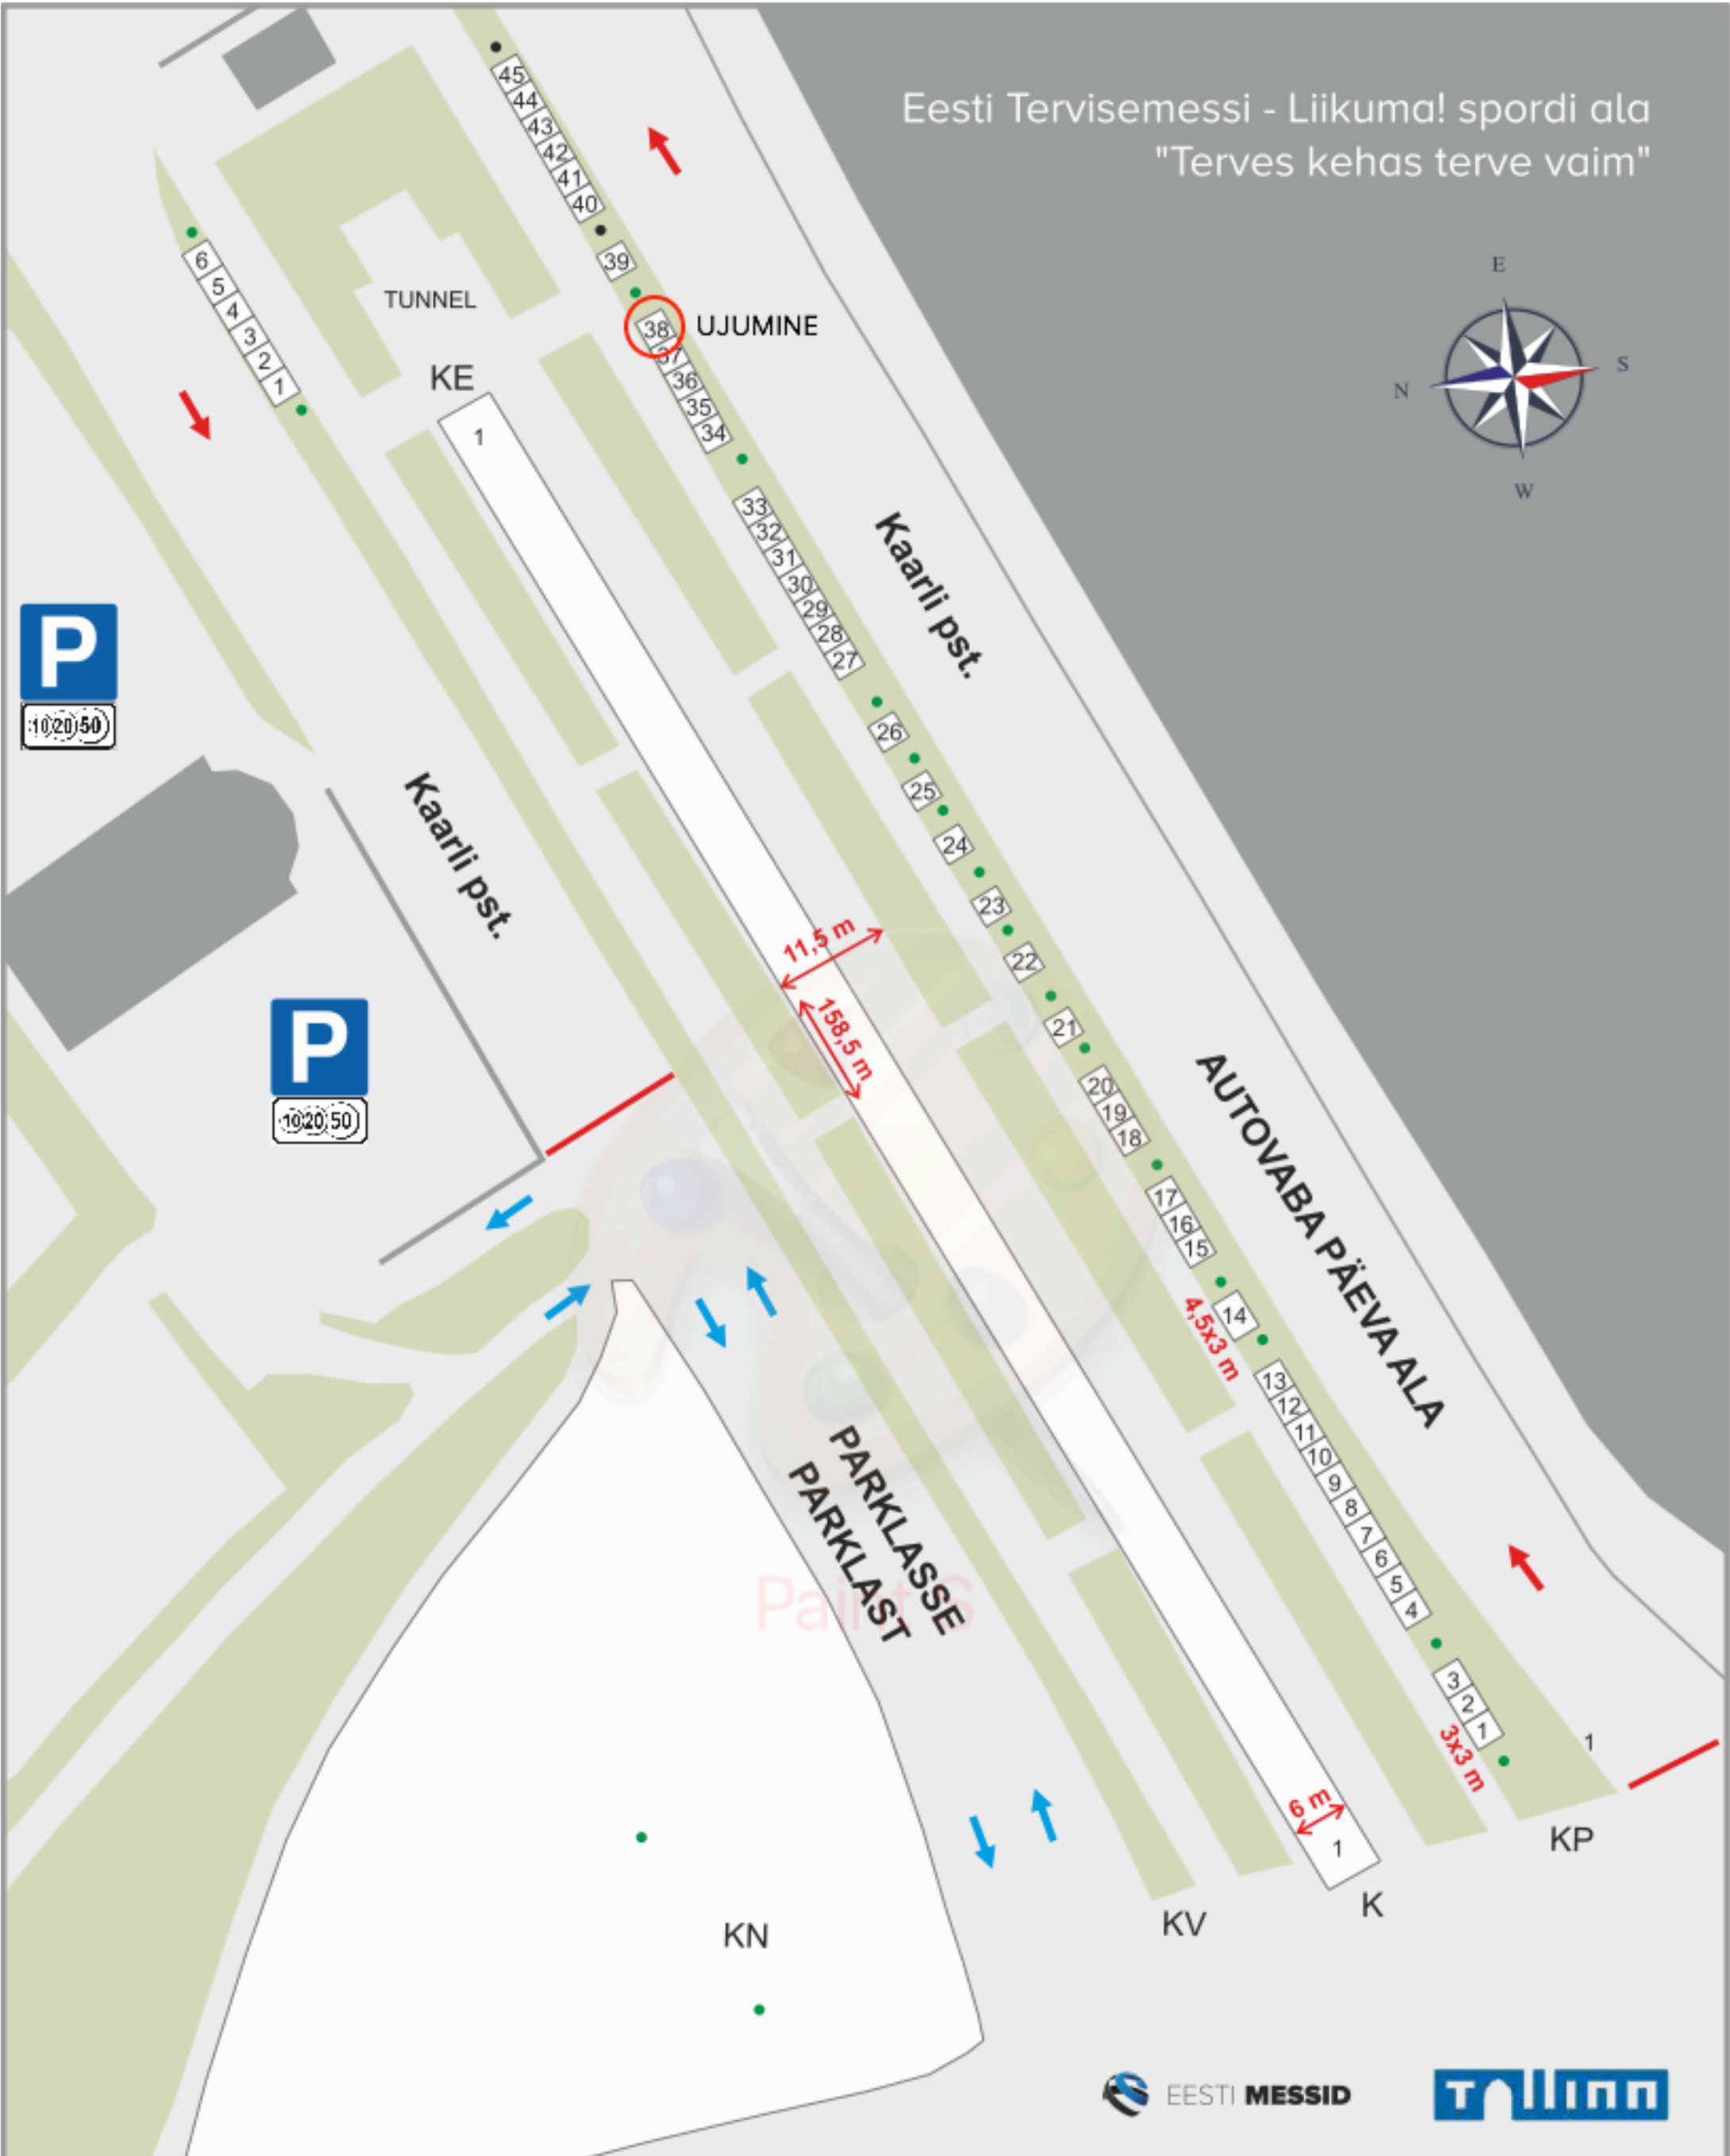 Eesti Tervisemessi - Liikuma! spordi ala
"Terves kehas terve vaim"
E
N
S
W
45
44
43
42
41
40
39
38
UJUMINE
37
36
35
34
33
32
31
30
29
28
27
26
25
24
23
22
21
20
19
18
17
16
15
14
4,5x3 m
13
12
11
10
9
8
7
6
5
4
3
2
1
3x3 m
1
KP
6
5
4
3
2
1
TUNNEL
KE
1
Kaarli pst.
Kaarli pst.
P
10 20 50
P
10 20 50
11,5 m
158,5 m
AUTOVABA PÄEVA ALA
PARKLASSE
PARKLAST
Paint S
6 m
1
K
KV
KN
EESTI MESSID
TALLINN